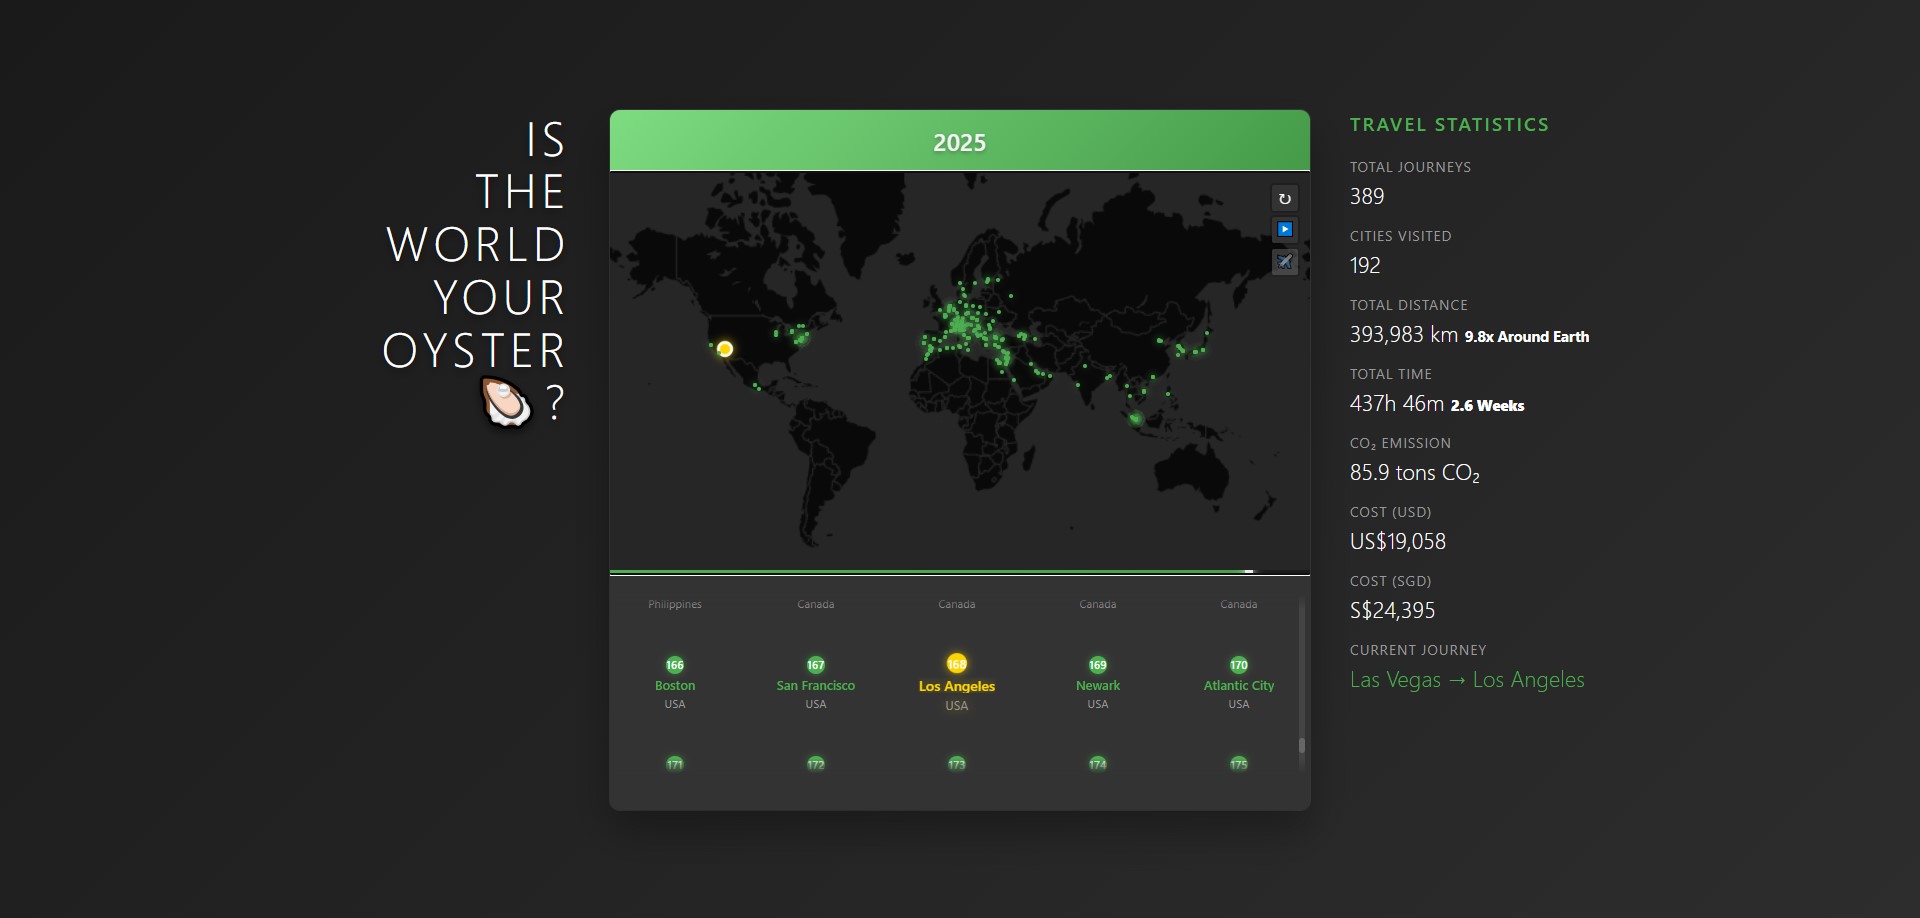 IS
THE
WORLD
YOUR
OYSTER
?
2025
Philippines
Canada
Canada
Canada
Canada
166
Boston
USA
167
San Francisco
USA
168
Los Angeles
USA
169
Newark
USA
170
Atlantic City
USA
171
172
173
174
175
TRAVEL STATISTICS
TOTAL JOURNEYS
389
CITIES VISITED
192
TOTAL DISTANCE
393,983 km 9.8x Around Earth
TOTAL TIME
437h 46m 2.6 Weeks
CO₂ EMISSION
85.9 tons CO₂
COST (USD)
US$19,058
COST (SGD)
S$24,395
CURRENT JOURNEY
Las Vegas → Los Angeles